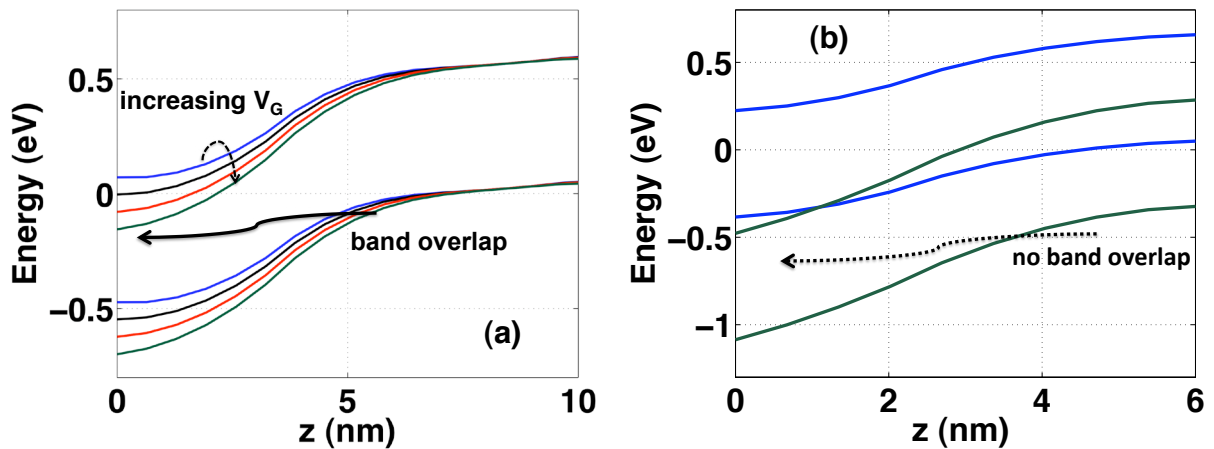 (a)
0.5
0
−0.5
Energy (eV)
increasing V_G
band overlap
0
5
10
z (nm)
(b)
0.5
0
−0.5
−1
Energy (eV)
no band overlap
0
2
4
6
z (nm)